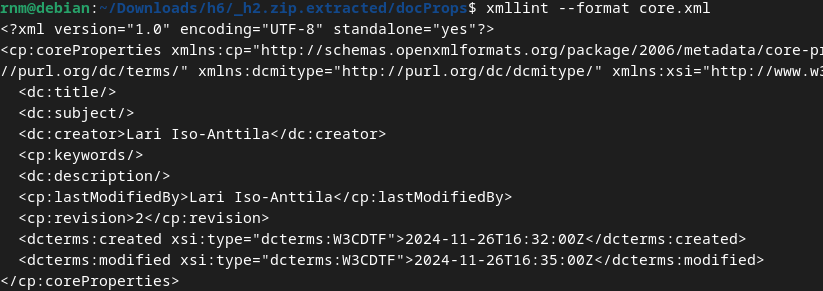 rnm@debian:~/Downloads/h6/_h2.zip.extracted/docProps$ xmllint --format core.xml
<?xml version="1.0" encoding="UTF-8" standalone="yes"?>
<cp:coreProperties xmlns:cp="http://schemas.openxmlformats.org/package/2006/metadata/core-pr
//purl.org/dc/terms/" xmlns:dcmitype="http://purl.org/dc/dcmitype/" xmlns:xsi="http://www.w3
  <dc:title/>
  <dc:subject/>
  <dc:creator>Lari Iso-Anttila</dc:creator>
  <cp:keywords/>
  <dc:description/>
  <cp:lastModifiedBy>Lari Iso-Anttila</cp:lastModifiedBy>
  <cp:revision>2</cp:revision>
  <dcterms:created xsi:type="dcterms:W3CDTF">2024-11-26T16:32:00Z</dcterms:created>
  <dcterms:modified xsi:type="dcterms:W3CDTF">2024-11-26T16:35:00Z</dcterms:modified>
</cp:coreProperties>